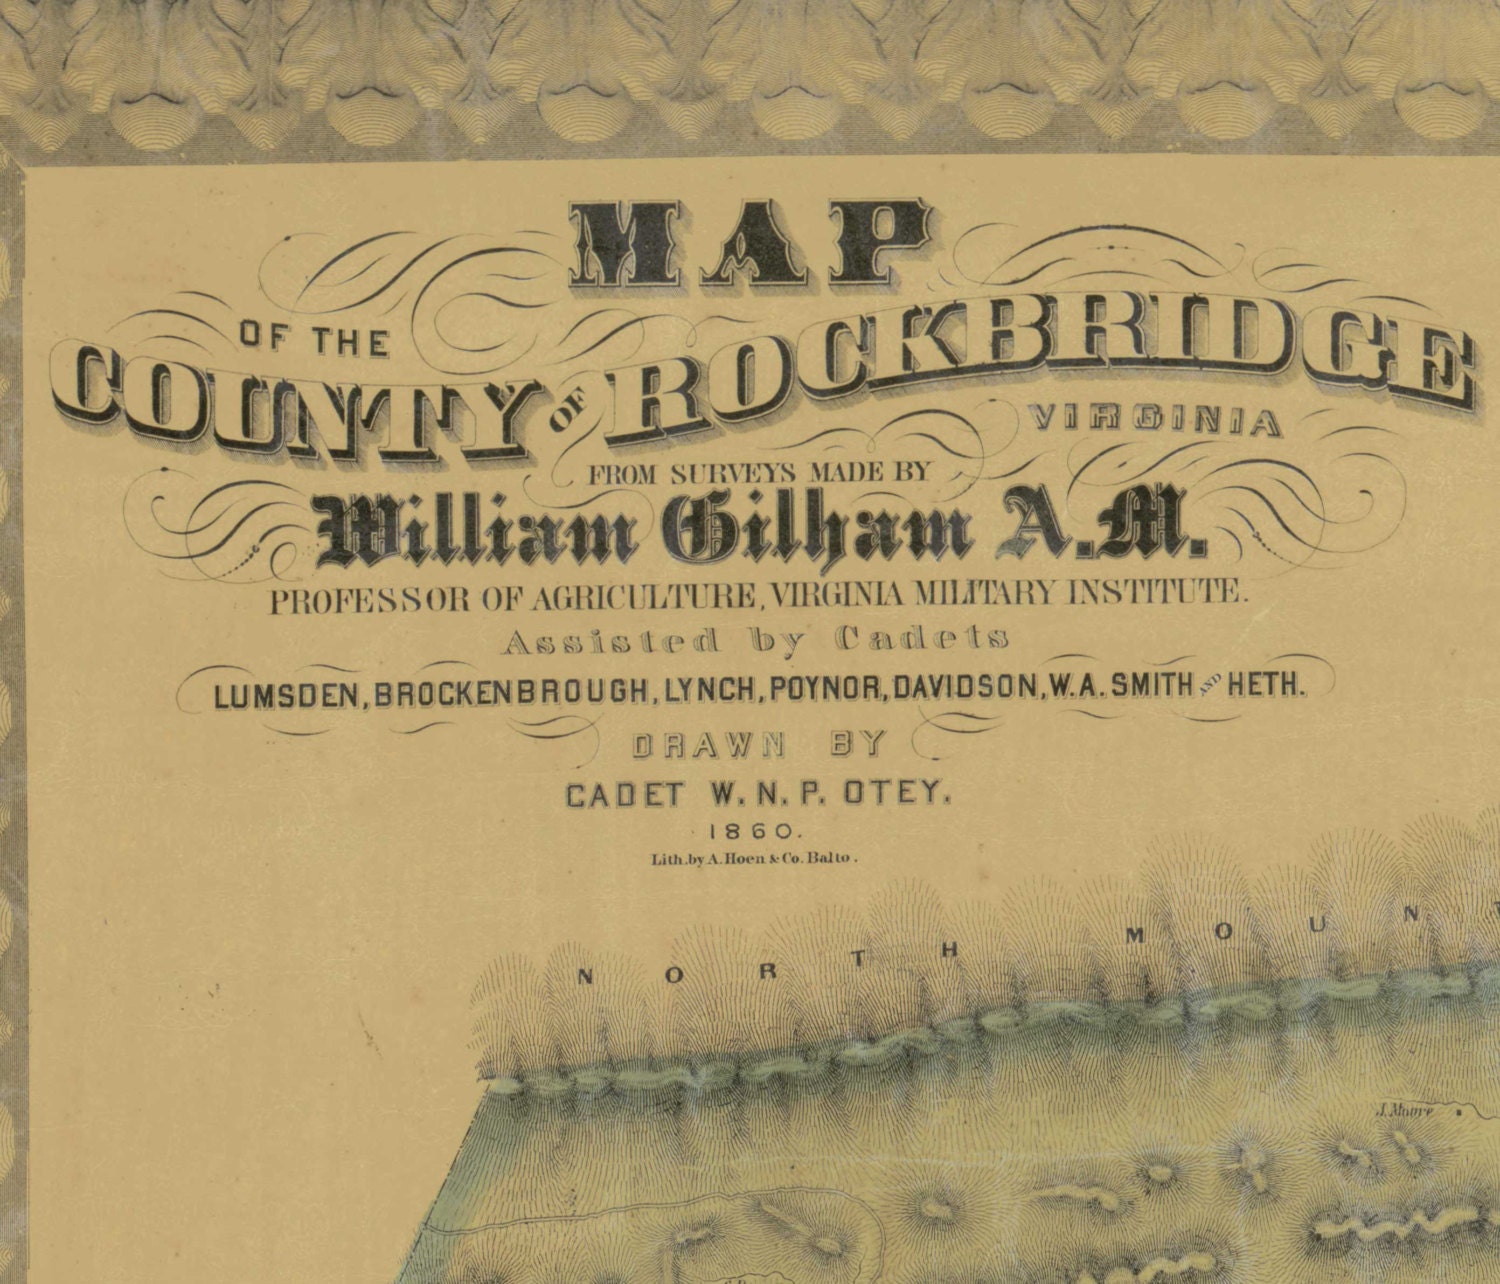 MAP
OF THE
COUNTY OF ROCKBRIDGE
VIRGINIA
FROM SURVEYS MADE BY
William Gilham A.M.
PROFESSOR OF AGRICULTURE, VIRGINIA MILITARY INSTITUTE.
Assisted by Cadets
LUMSDEN, BROCKENBROUGH, LYNCH, POYNOR, DAVIDSON, W.A. SMITH AND HETH.
DRAWN BY
CADET W. N. P. OTEY.
1860.
Lith. by A. Hoen & Co. Balto.
NORTH MOUN
J. Moore